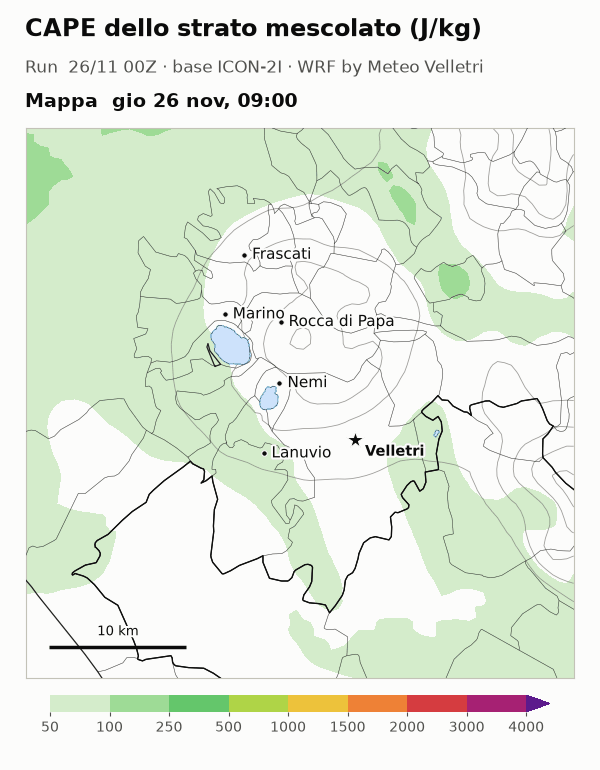 CAPE dello strato mescolato (J/kg)
Run  26/11 00Z · base ICON-2I · WRF by Meteo Velletri
Mappa  gio 26 nov, 09:00
Frascati
Marino
Rocca di Papa
Nemi
Velletri
Lanuvio
10 km
50 100 250 500 1000 1500 2000 3000 4000